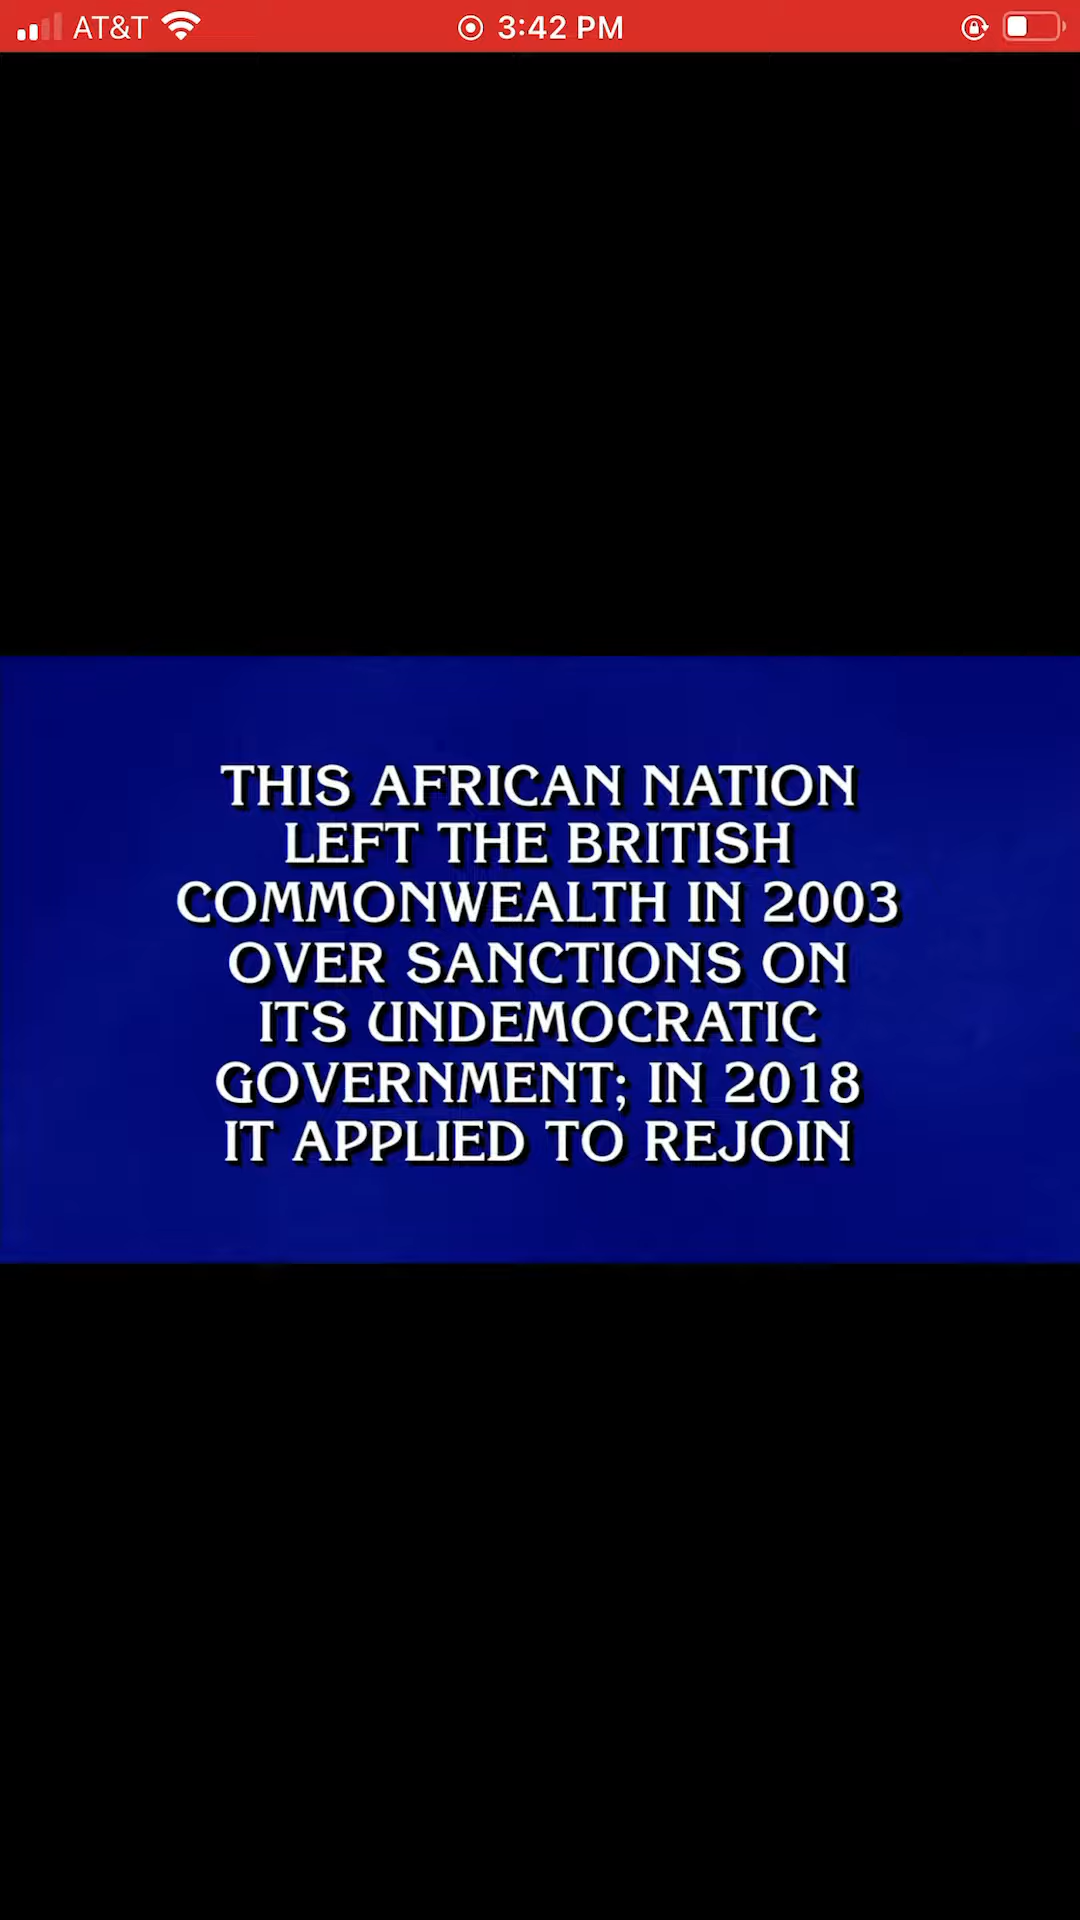 AT&T 3:42 PM
THIS AFRICAN NATION
LEFT THE BRITISH
COMMONWEALTH IN 2003
OVER SANCTIONS ON
ITS UNDEMOCRATIC
GOVERNMENT; IN 2018
IT APPLIED TO REJOIN